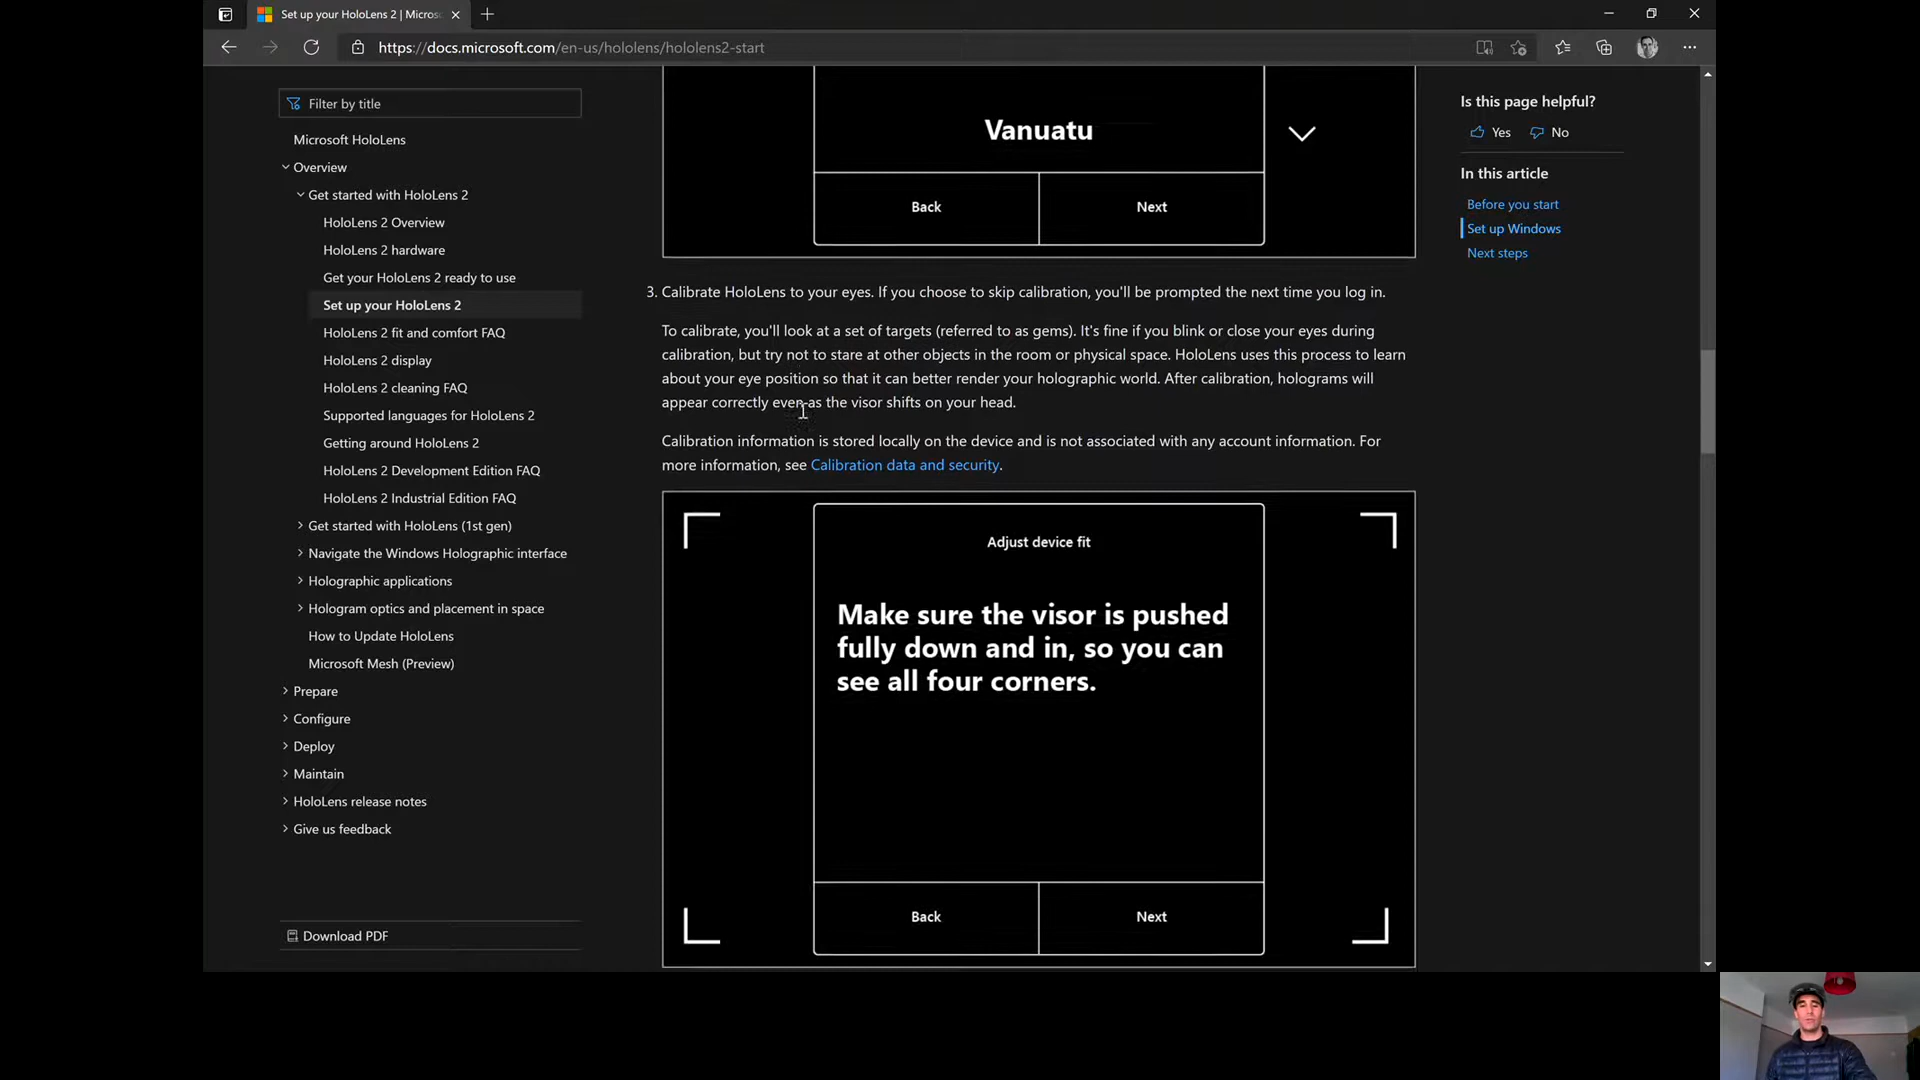 Set up your HoloLens 2 | Micros
https://docs.microsoft.com/en-us/hololens/hololens2-start
Filter by title
Microsoft HoloLens
Overview
Get started with HoloLens 2
HoloLens 2 Overview
HoloLens 2 hardware
Get your HoloLens 2 ready to use
Set up your HoloLens 2
HoloLens 2 fit and comfort FAQ
HoloLens 2 display
HoloLens 2 cleaning FAQ
Supported languages for HoloLens 2
Getting around HoloLens 2
HoloLens 2 Development Edition FAQ
HoloLens 2 Industrial Edition FAQ
Get started with HoloLens (1st gen)
Navigate the Windows Holographic interface
Holographic applications
Hologram optics and placement in space
How to Update HoloLens
Microsoft Mesh (Preview)
Prepare
Configure
Deploy
Maintain
HoloLens release notes
Give us feedback
Download PDF
Vanuatu
Back Next
3. Calibrate HoloLens to your eyes. If you choose to skip calibration, you'll be prompted the next time you log in.
To calibrate, you'll look at a set of targets (referred to as gems). It's fine if you blink or close your eyes during
calibration, but try not to stare at other objects in the room or physical space. HoloLens uses this process to learn
about your eye position so that it can better render your holographic world. After calibration, holograms will
appear correctly even as the visor shifts on your head.
Calibration information is stored locally on the device and is not associated with any account information. For
more information, see Calibration data and security.
Adjust device fit
Make sure the visor is pushed
fully down and in, so you can
see all four corners.
Back Next
Is this page helpful?
Yes No
In this article
Before you start
Set up Windows
Next steps